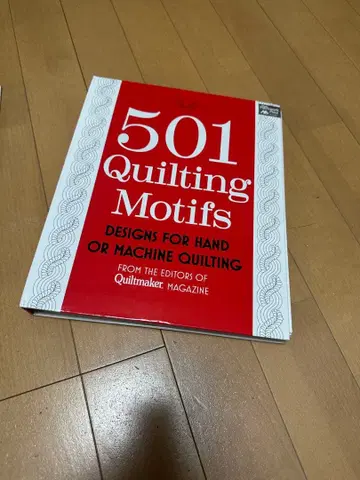 501
Quilting
Motifs
DESIGNS FOR HAND
OR MACHINE QUILTING
FROM THE EDITORS OF
Quiltmaker® MAGAZINE